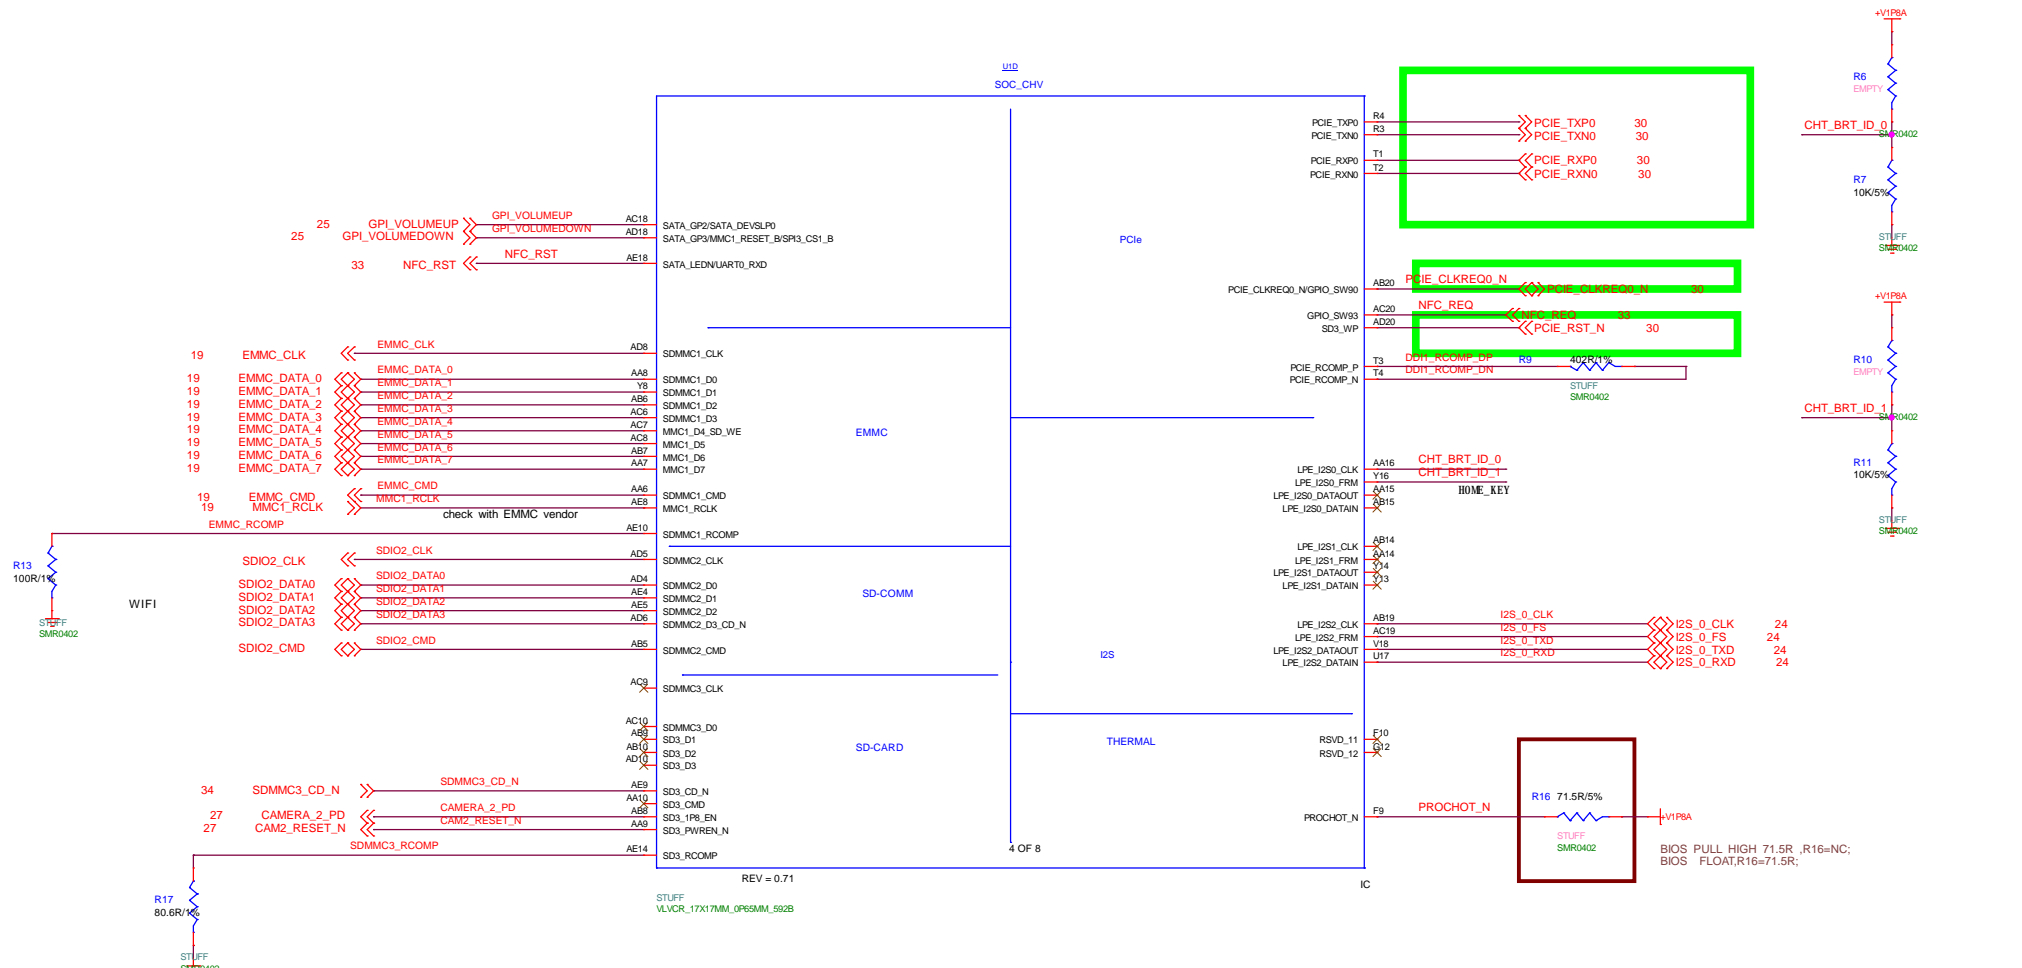 +V1P8A
U1D
SOC_CHV
R6
EMPTY
CHT_BRT_ID_0
SMR0402
R7
10K/5%
STUFF
SMR0402
PCIE_TXP0 R4 PCIE_TXP0 30
PCIE_TXN0 R3 PCIE_TXN0 30
PCIE_RXP0 T1 PCIE_RXP0 30
PCIE_RXN0 T2 PCIE_RXN0 30
25 GPI_VOLUMEUP GPI_VOLUMEUP AC18 SATA_GP2/SATA_DEVSLP0
25 GPI_VOLUMEDOWN GPI_VOLUMEDOWN AD18 SATA_GP3/MMC1_RESET_B/SPI3_CS1_B
33 NFC_RST NFC_RST AE18 SATA_LEDN/UART0_RXD
PCIe
PCIE_CLKREQ0_N/GPIO_SW90 AB20 PCIE_CLKREQ0_N PCIE_CLKREQ0_N 30
GPIO_SW93 AC20 NFC_REQ NFC_REQ 33
SD3_WP AD20 PCIE_RST_N 30
PCIE_RCOMP_P T3 DDI1_RCOMP_DP R9 402R/1%
PCIE_RCOMP_N T4 DDI1_RCOMP_DN
STUFF
SMR0402
+V1P8A
R10
EMPTY
CHT_BRT_ID_1
SMR0402
R11
10K/5%
STUFF
SMR0402
19 EMMC_CLK EMMC_CLK AD8 SDMMC1_CLK
19 EMMC_DATA_0 EMMC_DATA_0 AA8 SDMMC1_D0
19 EMMC_DATA_1 EMMC_DATA_1 Y8 SDMMC1_D1
19 EMMC_DATA_2 EMMC_DATA_2 AB6 SDMMC1_D2
19 EMMC_DATA_3 EMMC_DATA_3 AC6 SDMMC1_D3
19 EMMC_DATA_4 EMMC_DATA_4 AC7 MMC1_D4_SD_WE
19 EMMC_DATA_5 EMMC_DATA_5 AC8 MMC1_D5
19 EMMC_DATA_6 EMMC_DATA_6 AB7 MMC1_D6
19 EMMC_DATA_7 EMMC_DATA_7 AA7 MMC1_D7
EMMC
19 EMMC_CMD EMMC_CMD AA6 SDMMC1_CMD
19 MMC1_RCLK MMC1_RCLK AE8 MMC1_RCLK
check with EMMC vendor
EMMC_RCOMP AE10 SDMMC1_RCOMP
R13
100R/1%
STUFF
SMR0402
WIFI
SDIO2_CLK SDIO2_CLK AD5 SDMMC2_CLK
SDIO2_DATA0 SDIO2_DATA0 AD4 SDMMC2_D0
SDIO2_DATA1 SDIO2_DATA1 AE4 SDMMC2_D1
SDIO2_DATA2 SDIO2_DATA2 AE5 SDMMC2_D2
SDIO2_DATA3 SDIO2_DATA3 AD6 SDMMC2_D3_CD_N
SD-COMM
SDIO2_CMD SDIO2_CMD AB5 SDMMC2_CMD
LPE_I2S0_CLK AA16 CHT_BRT_ID_0
LPE_I2S0_FRM Y16 CHT_BRT_ID_1
LPE_I2S0_DATAOUT AA15 HOME_KEY
LPE_I2S0_DATAIN AB15
LPE_I2S1_CLK AB14
LPE_I2S1_FRM AA14
LPE_I2S1_DATAOUT Y14
LPE_I2S1_DATAIN Y13
LPE_I2S2_CLK AB19 I2S_0_CLK I2S_0_CLK 24
LPE_I2S2_FRM AC19 I2S_0_FS I2S_0_FS 24
LPE_I2S2_DATAOUT V18 I2S_0_TXD I2S_0_TXD 24
LPE_I2S2_DATAIN U17 I2S_0_RXD I2S_0_RXD 24
I2S
AC9 SDMMC3_CLK
AC10 SDMMC3_D0
AB9 SD3_D1
AB10 SD3_D2
AD10 SD3_D3
SD-CARD
THERMAL
RSVD_11 F10
RSVD_12 G12
34 SDMMC3_CD_N SDMMC3_CD_N AE9 SD3_CD_N
AA10 SD3_CMD
27 CAMERA_2_PD CAMERA_2_PD AB8 SD3_1P8_EN
27 CAM2_RESET_N CAM2_RESET_N AA9 SD3_PWREN_N
SDMMC3_RCOMP AE14 SD3_RCOMP
PROCHOT_N F9 PROCHOT_N
R16 71.5R/5%
+V1P8A
STUFF
SMR0402
BIOS PULL HIGH 71.5R ,R16=NC;
BIOS FLOAT,R16=71.5R;
4 OF 8
REV = 0.71
IC
STUFF
VLVCR_17X17MM_0P65MM_592B
R17
80.6R/1%
STUFF
SMR0402